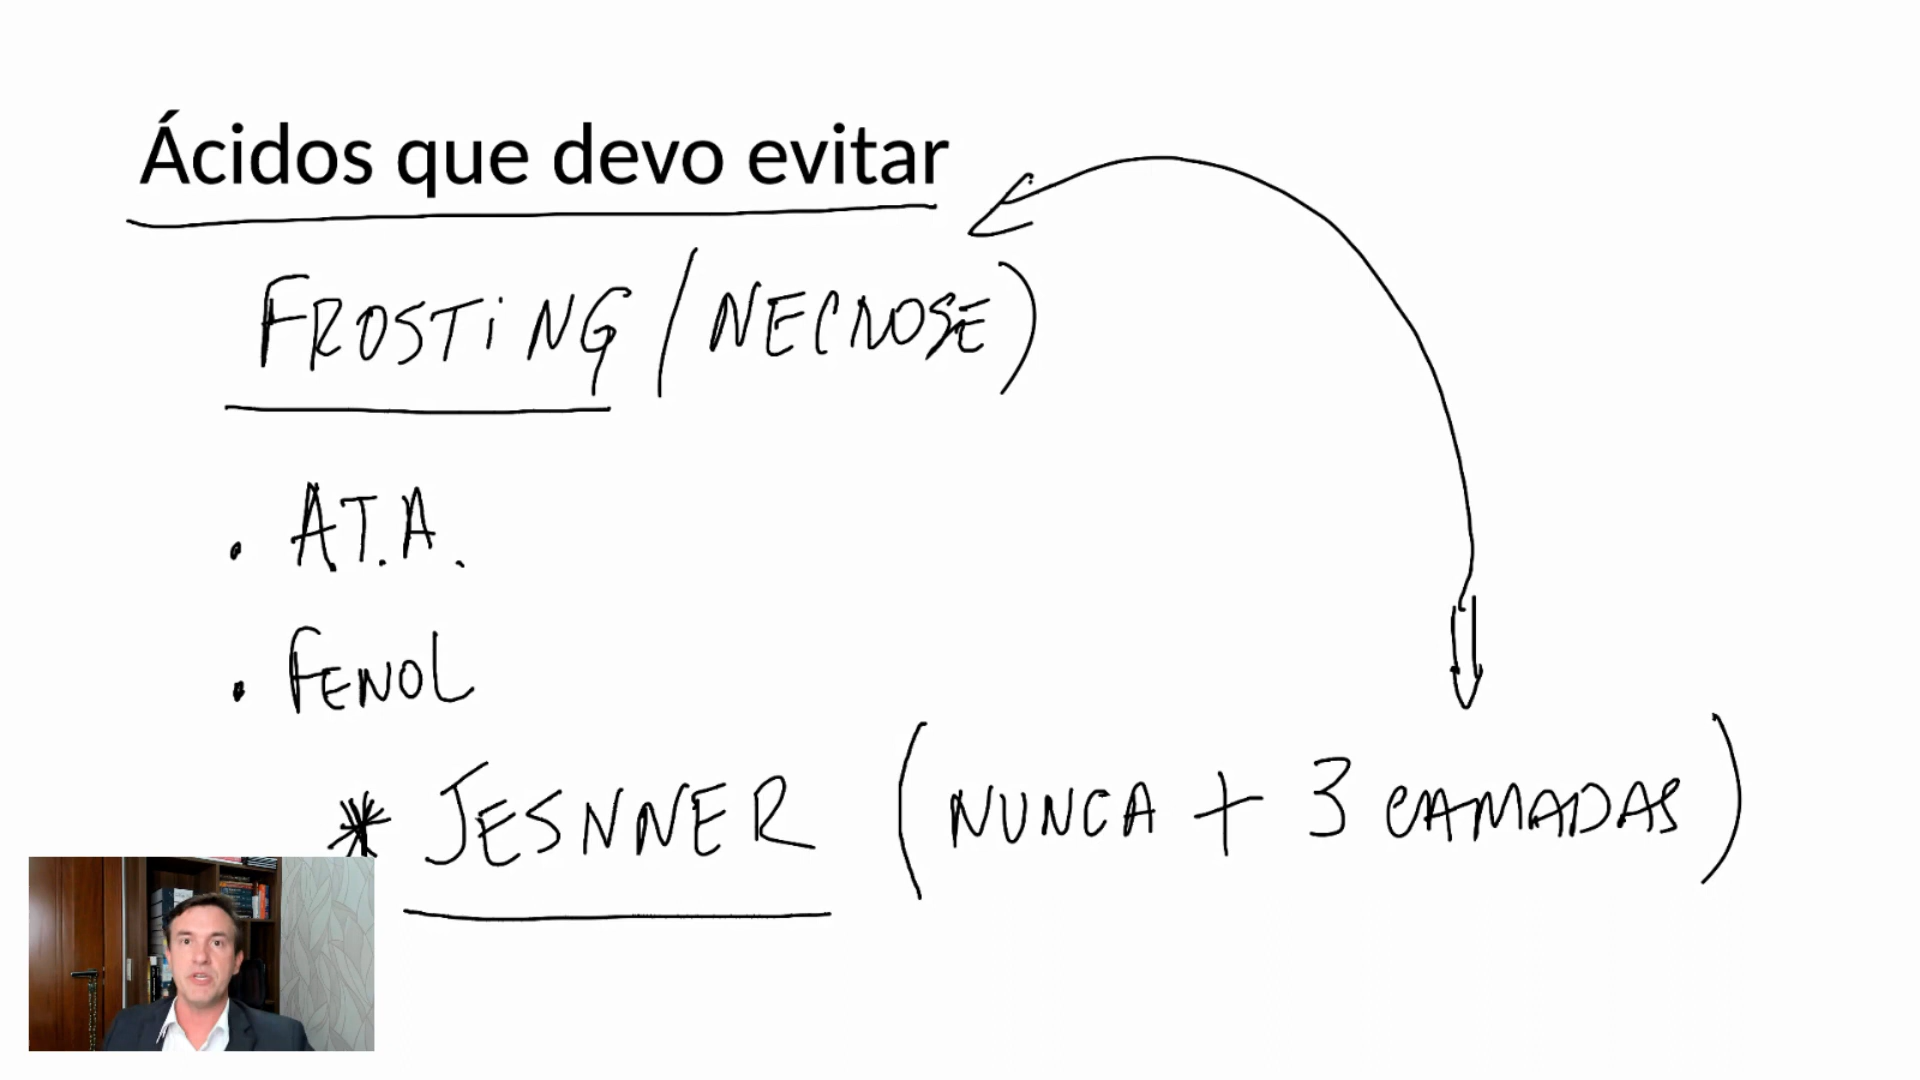 Ácidos que devo evitar
FROSTiNG / NECROSE)
• A.T.A.
• FENOL
* JESNNER (NUNCA + 3 CAMADAS)